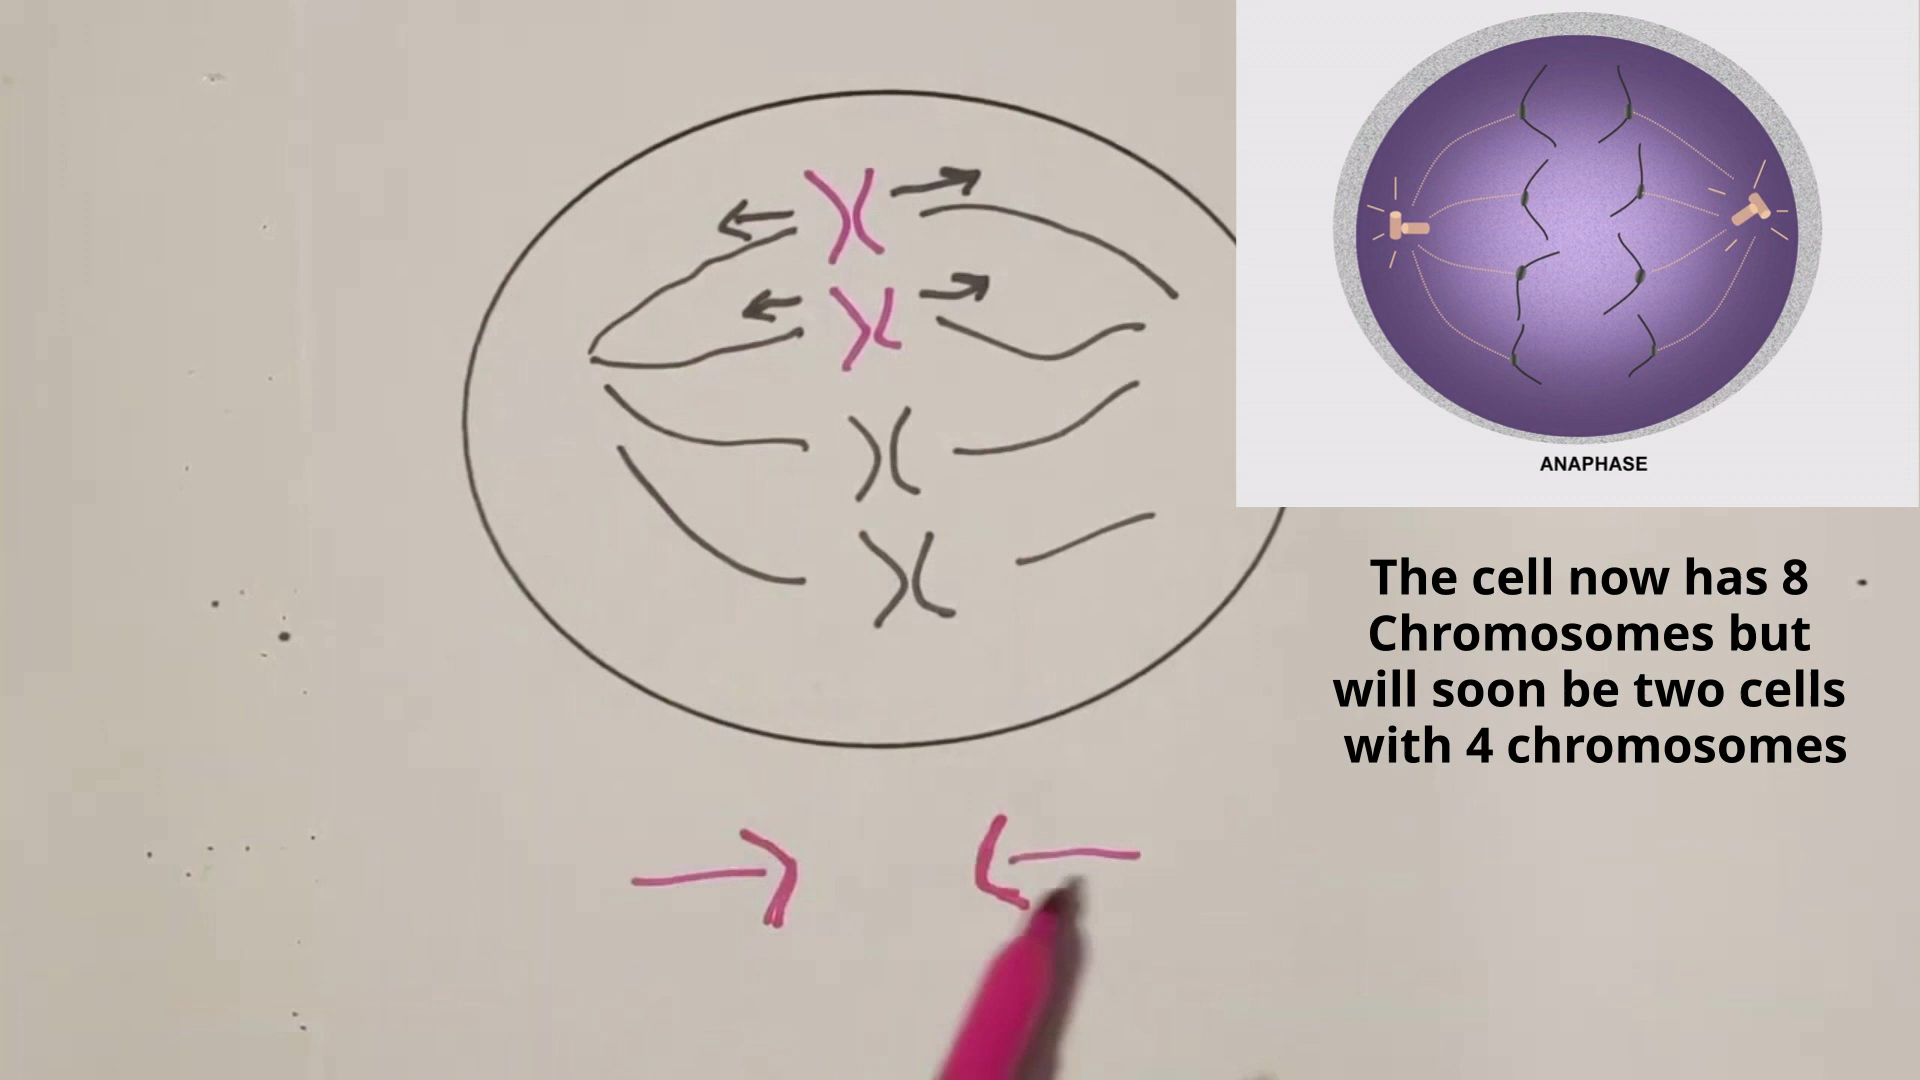 ANAPHASE
The cell now has 8
Chromosomes but
will soon be two cells
with 4 chromosomes